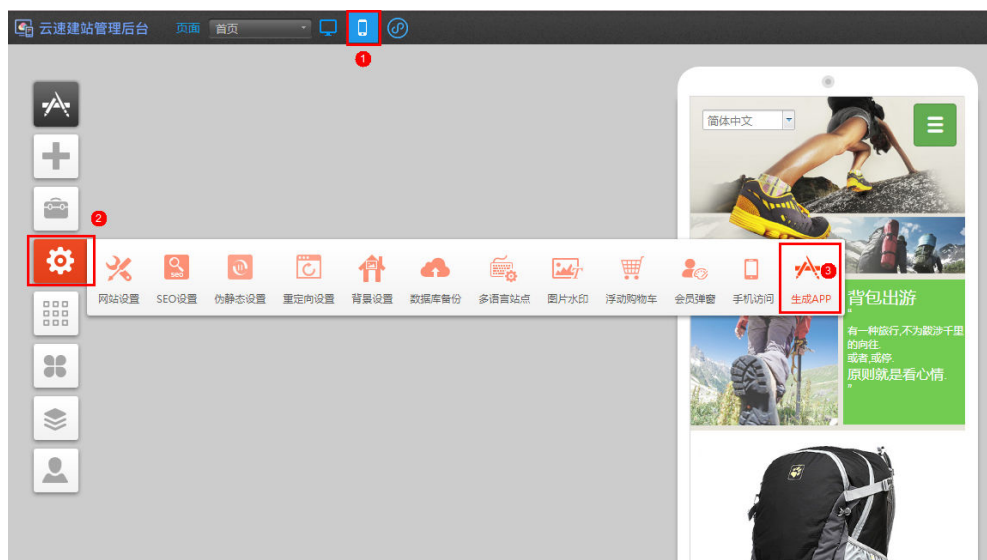 云速建站管理后台 页面 首页
1
简体中文
2
3
网站设置 SEO设置 伪静态设置 重定向设置 背景设置 数据库备份 多语言站点 图片水印 浮动购物车 会员弹窗 手机访问 生成APP
seo
背包出游
"
有一种旅行,不为跋涉千里
的向往.
或者,或停.
原则就是看心情.
"